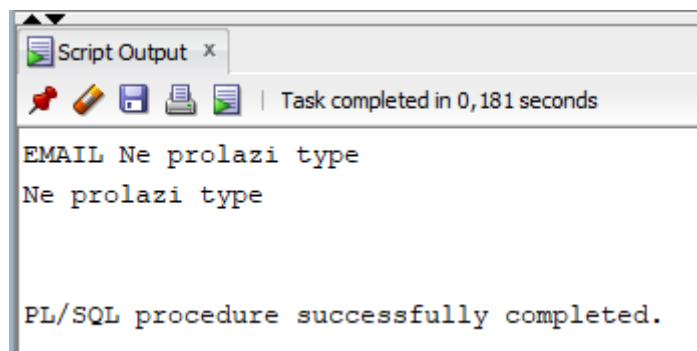 Script Output x
Task completed in 0,181 seconds
EMAIL Ne prolazi type
Ne prolazi type
PL/SQL procedure successfully completed.